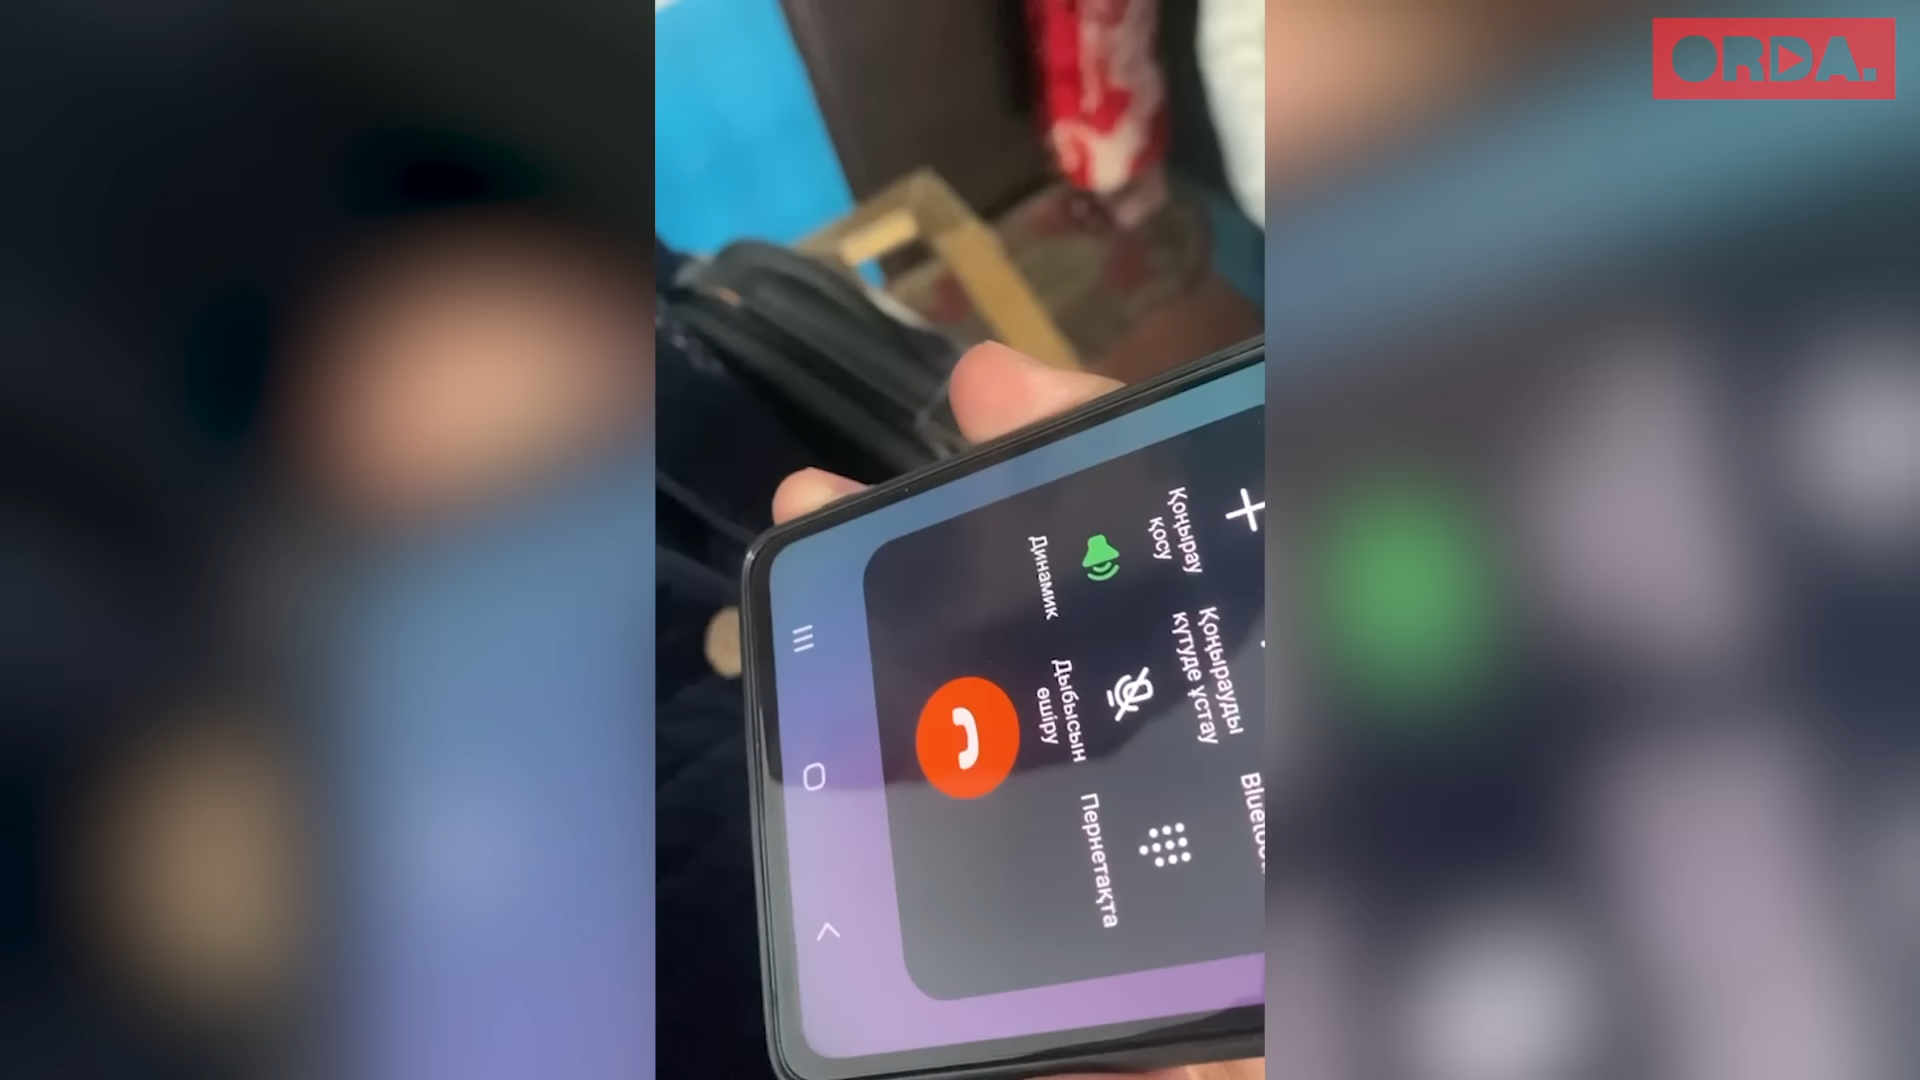 ORDA.
Қоңырау
қосу
Қоңырауды
күтуде ұстау
Динамик
Дыбысын
өшіру
Пернетақта